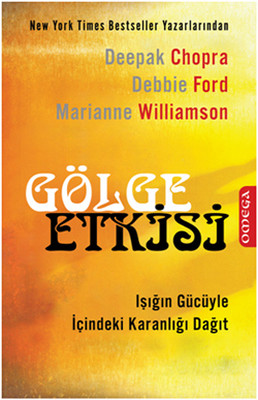 New York Times Bestseller Yazarlarından
Deepak Chopra
Debbie Ford
Marianne Williamson
GÖLGE
ETKİSİ
OMEGA
Işığın Gücüyle
İçindeki Karanlığı Dağıt